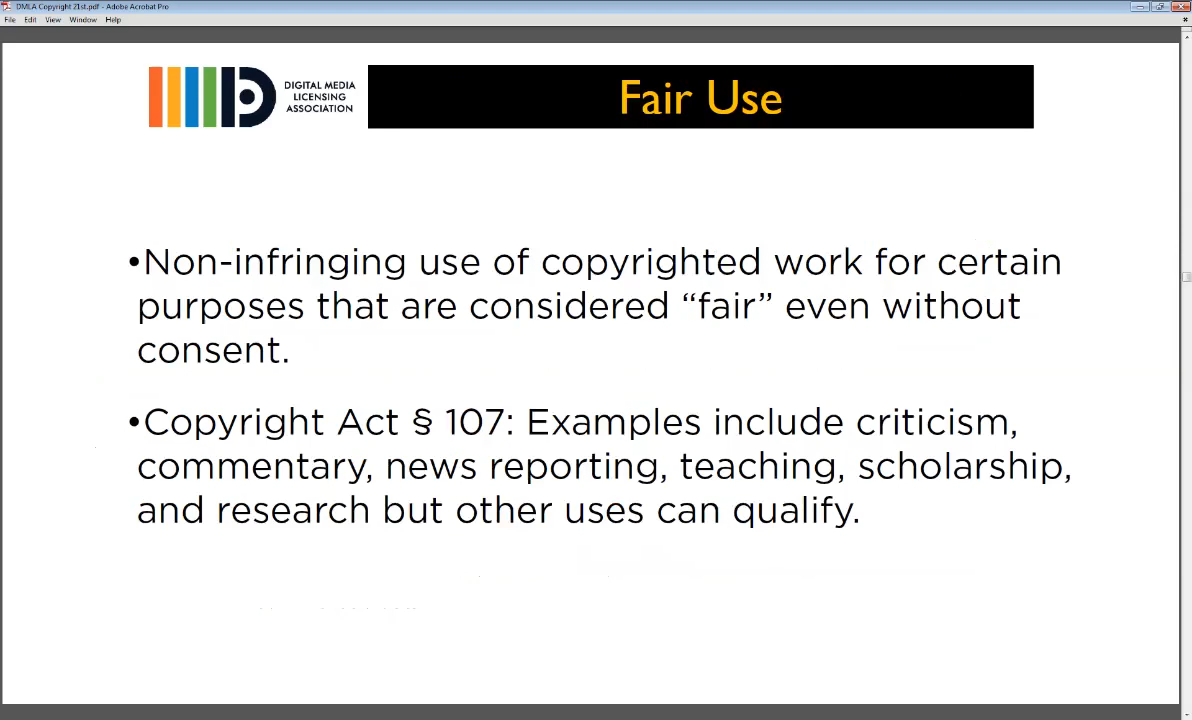 DMLA Copyright 21st.pdf - Adobe Acrobat Pro
File Edit View Window Help
DIGITAL MEDIA
LICENSING
ASSOCIATION
Fair Use
•Non-infringing use of copyrighted work for certain
purposes that are considered “fair” even without
consent.
•Copyright Act § 107: Examples include criticism,
commentary, news reporting, teaching, scholarship,
and research but other uses can qualify.